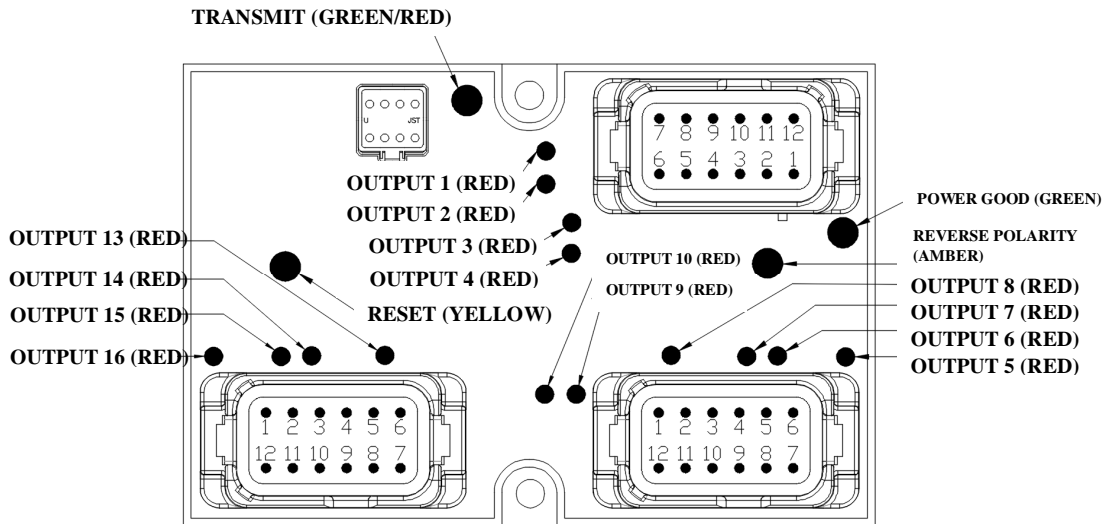 TRANSMIT (GREEN/RED)
U JST
7 8 9 10 11 12
6 5 4 3 2 1
OUTPUT 1 (RED)
OUTPUT 2 (RED)
OUTPUT 3 (RED)
OUTPUT 4 (RED)
POWER GOOD (GREEN)
REVERSE POLARITY
(AMBER)
OUTPUT 13 (RED)
OUTPUT 14 (RED)
OUTPUT 15 (RED)
OUTPUT 16 (RED)
RESET (YELLOW)
OUTPUT 10 (RED)
OUTPUT 9 (RED)
OUTPUT 8 (RED)
OUTPUT 7 (RED)
OUTPUT 6 (RED)
OUTPUT 5 (RED)
1 2 3 4 5 6
12 11 10 9 8 7
1 2 3 4 5 6
12 11 10 9 8 7